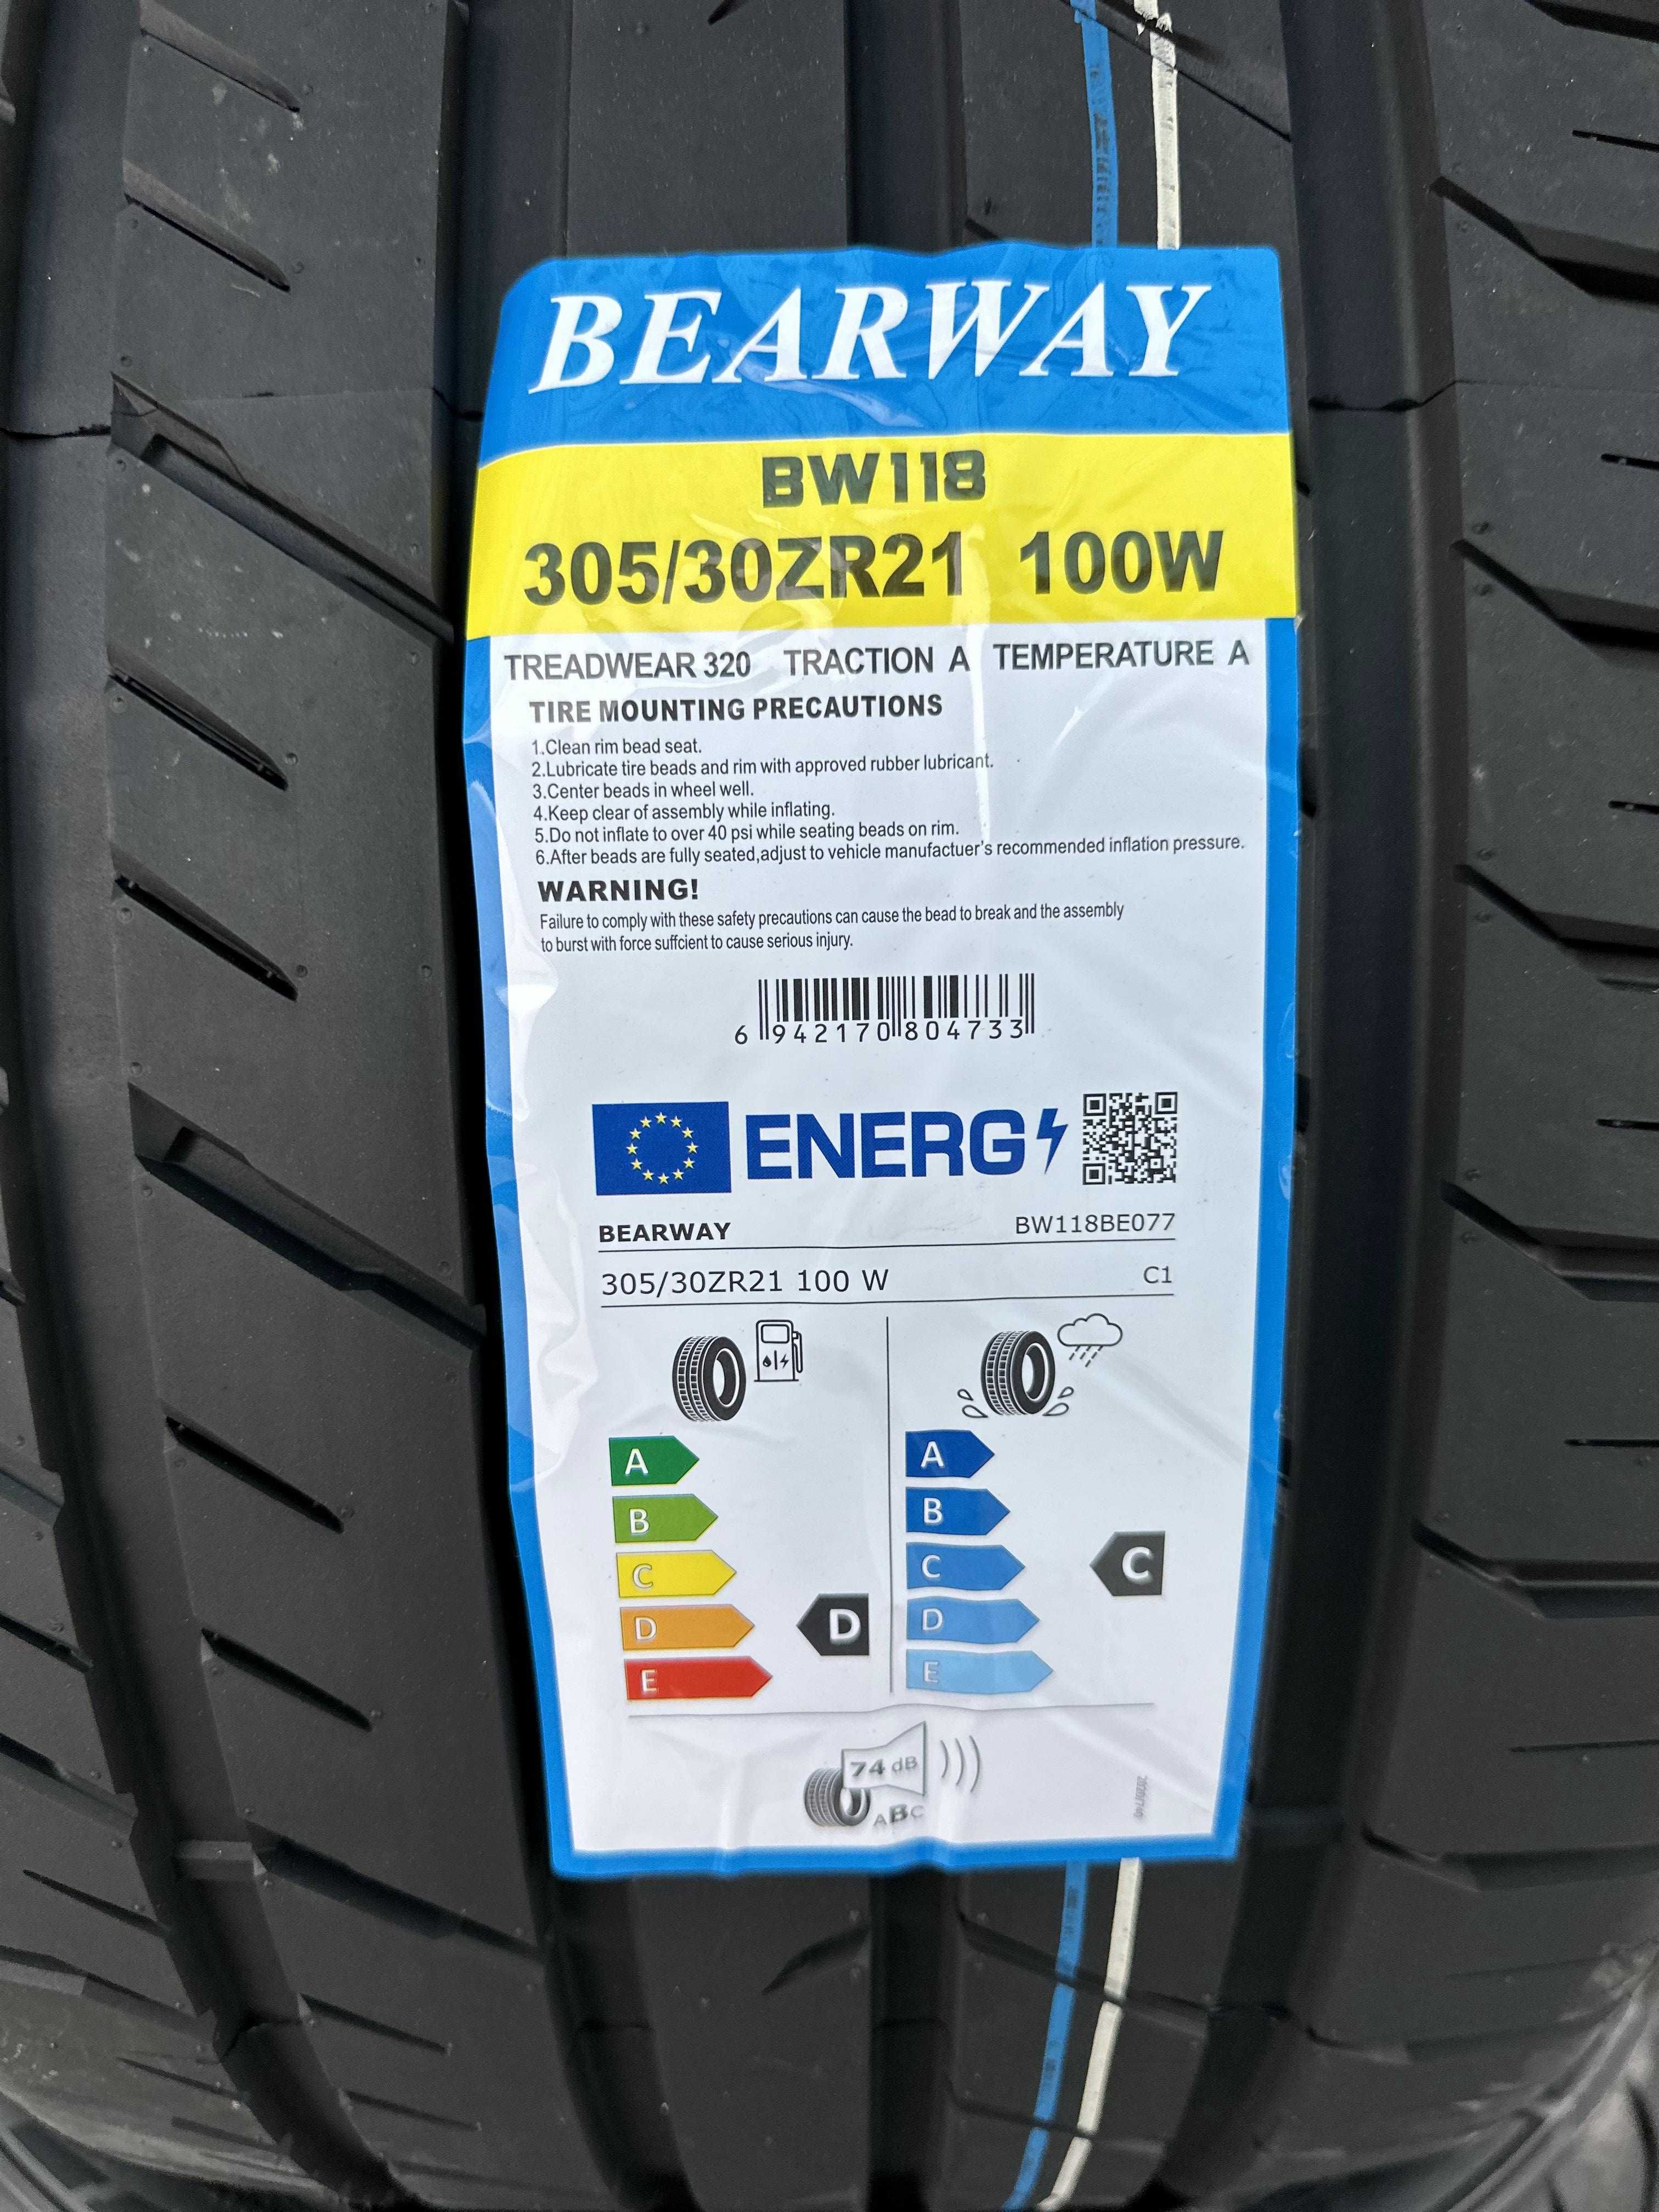 BEARWAY
BW118
305/30ZR21 100W
TREADWEAR 320 TRACTION A TEMPERATURE A
TIRE MOUNTING PRECAUTIONS
1.Clean rim bead seat.
2.Lubricate tire beads and rim with approved rubber lubricant.
3.Center beads in wheel well.
4.Keep clear of assembly while inflating.
5.Do not inflate to over 40 psi while seating beads on rim.
6.After beads are fully seated,adjust to vehicle manufactuer's recommended inflation pressure.
WARNING!
Failure to comply with these safety precautions can cause the bead to break and the assembly
to burst with force suffcient to cause serious injury.
6 942170 804733
ENERG
BEARWAY BW118BE077
305/30ZR21 100 W C1
A A
B B
C C C
D D D
E E
74 dB
ABC
2020/740